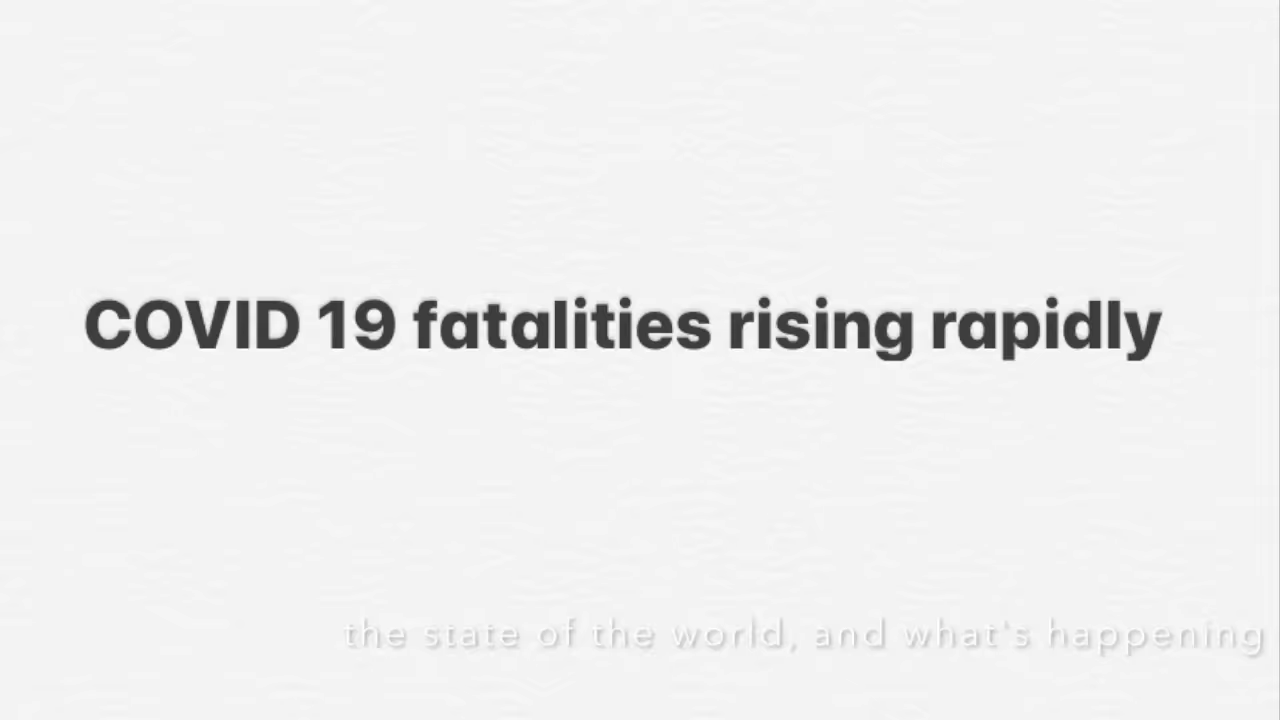 COVID 19 fatalities rising rapidly
the state of the world, and what's happening